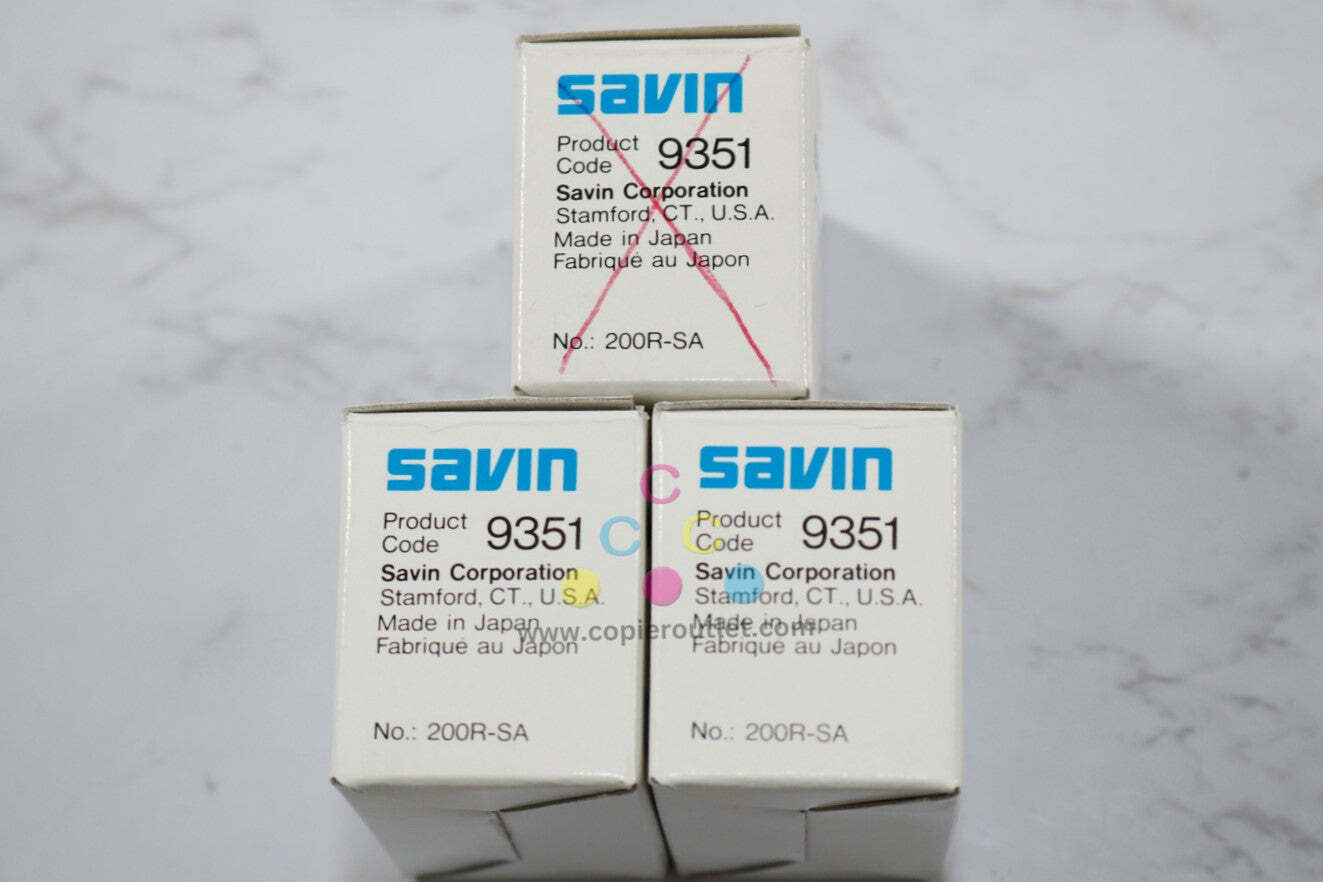 savin
Product
Code 9351
Savin Corporation
Stamford, CT., U.S.A.
Made in Japan
Fabriqué au Japon
No.: 200R-SA
savin
Product
Code 9351
Savin Corporation
Stamford, CT., U.S.A.
Made in Japan
Fabriqué au Japon
No.: 200R-SA
savin
Product
Code 9351
Savin Corporation
Stamford, CT., U.S.A.
Made in Japan
Fabriqué au Japon
No.: 200R-SA
C
C C
www.copieroutlet.com